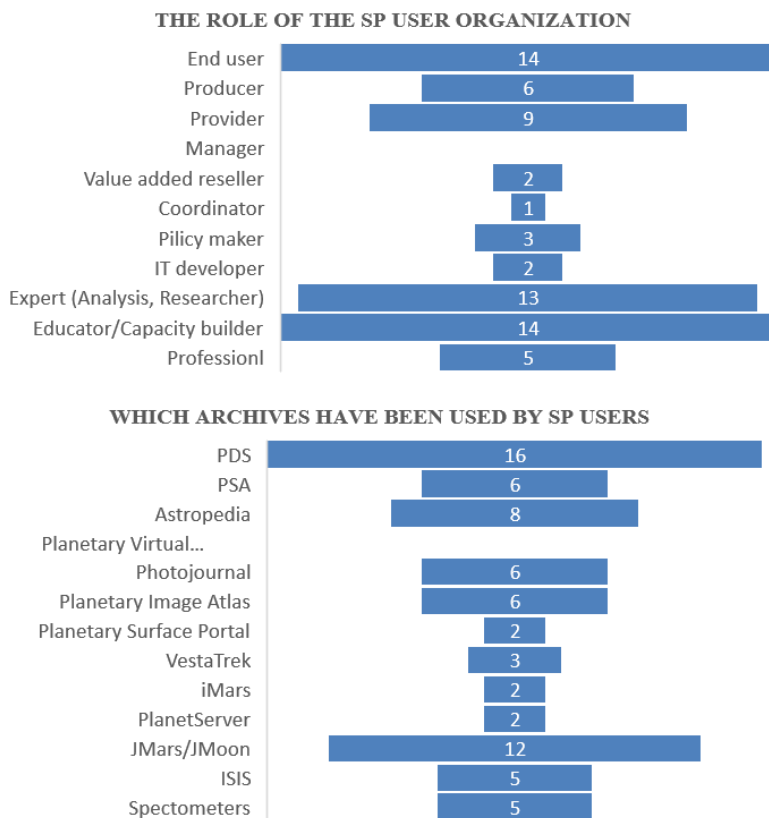 THE ROLE OF THE SP USER ORGANIZATION
End user 14
Producer 6
Provider 9
Manager
Value added reseller 2
Coordinator 1
Pilicy maker 3
IT developer 2
Expert (Analysis, Researcher) 13
Educator/Capacity builder 14
Professionl 5
WHICH ARCHIVES HAVE BEEN USED BY SP USERS
PDS 16
PSA 6
Astropedia 8
Planetary Virtual...
Photojournal 6
Planetary Image Atlas 6
Planetary Surface Portal 2
VestaTrek 3
iMars 2
PlanetServer 2
JMars/JMoon 12
ISIS 5
Spectometers 5